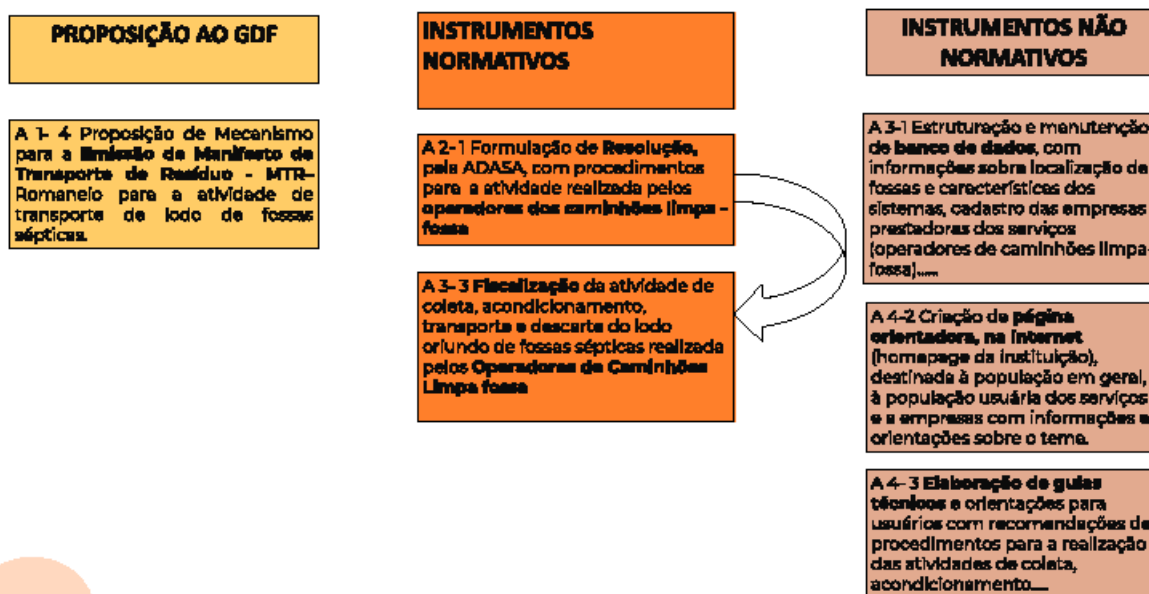 PROPOSIÇÃO AO GDF
A 1- 4 Proposição de Mecanismo
para a Emissão de Manifesto de
Transporte de Resíduo - MTR-
Romaneio para a atividade de
transporte de lodo de fossas
sépticas.
INSTRUMENTOS
NORMATIVOS
A 2-1 Formulação de Resolução,
pela ADASA, com procedimentos
para a atividade realizada pelos
operadores dos caminhões limpa -
fossa
A 3- 3 Fiscalização da atividade de
coleta, acondicionamento,
transporte e descarte do lodo
oriundo de fossas sépticas realizada
pelos Operadores de Caminhões
Limpa fossa
INSTRUMENTOS NÃO
NORMATIVOS
A 3-1 Estruturação e manutenção
de banco de dados, com
informações sobre localização de
fossas e características dos
sistemas, cadastro das empresas
prestadoras dos serviços
(operadores de caminhões limpa-
fossa).....
A 4-2 Criação de página
orientadora, na internet
(homepage da instituição),
destinada à população em geral,
à população usuária dos serviços
e a empresas com informações e
orientações sobre o tema.
A 4- 3 Elaboração de guias
técnicos e orientações para
usuários com recomendações de
procedimentos para a realização
das atividades de coleta,
acondicionamento.....